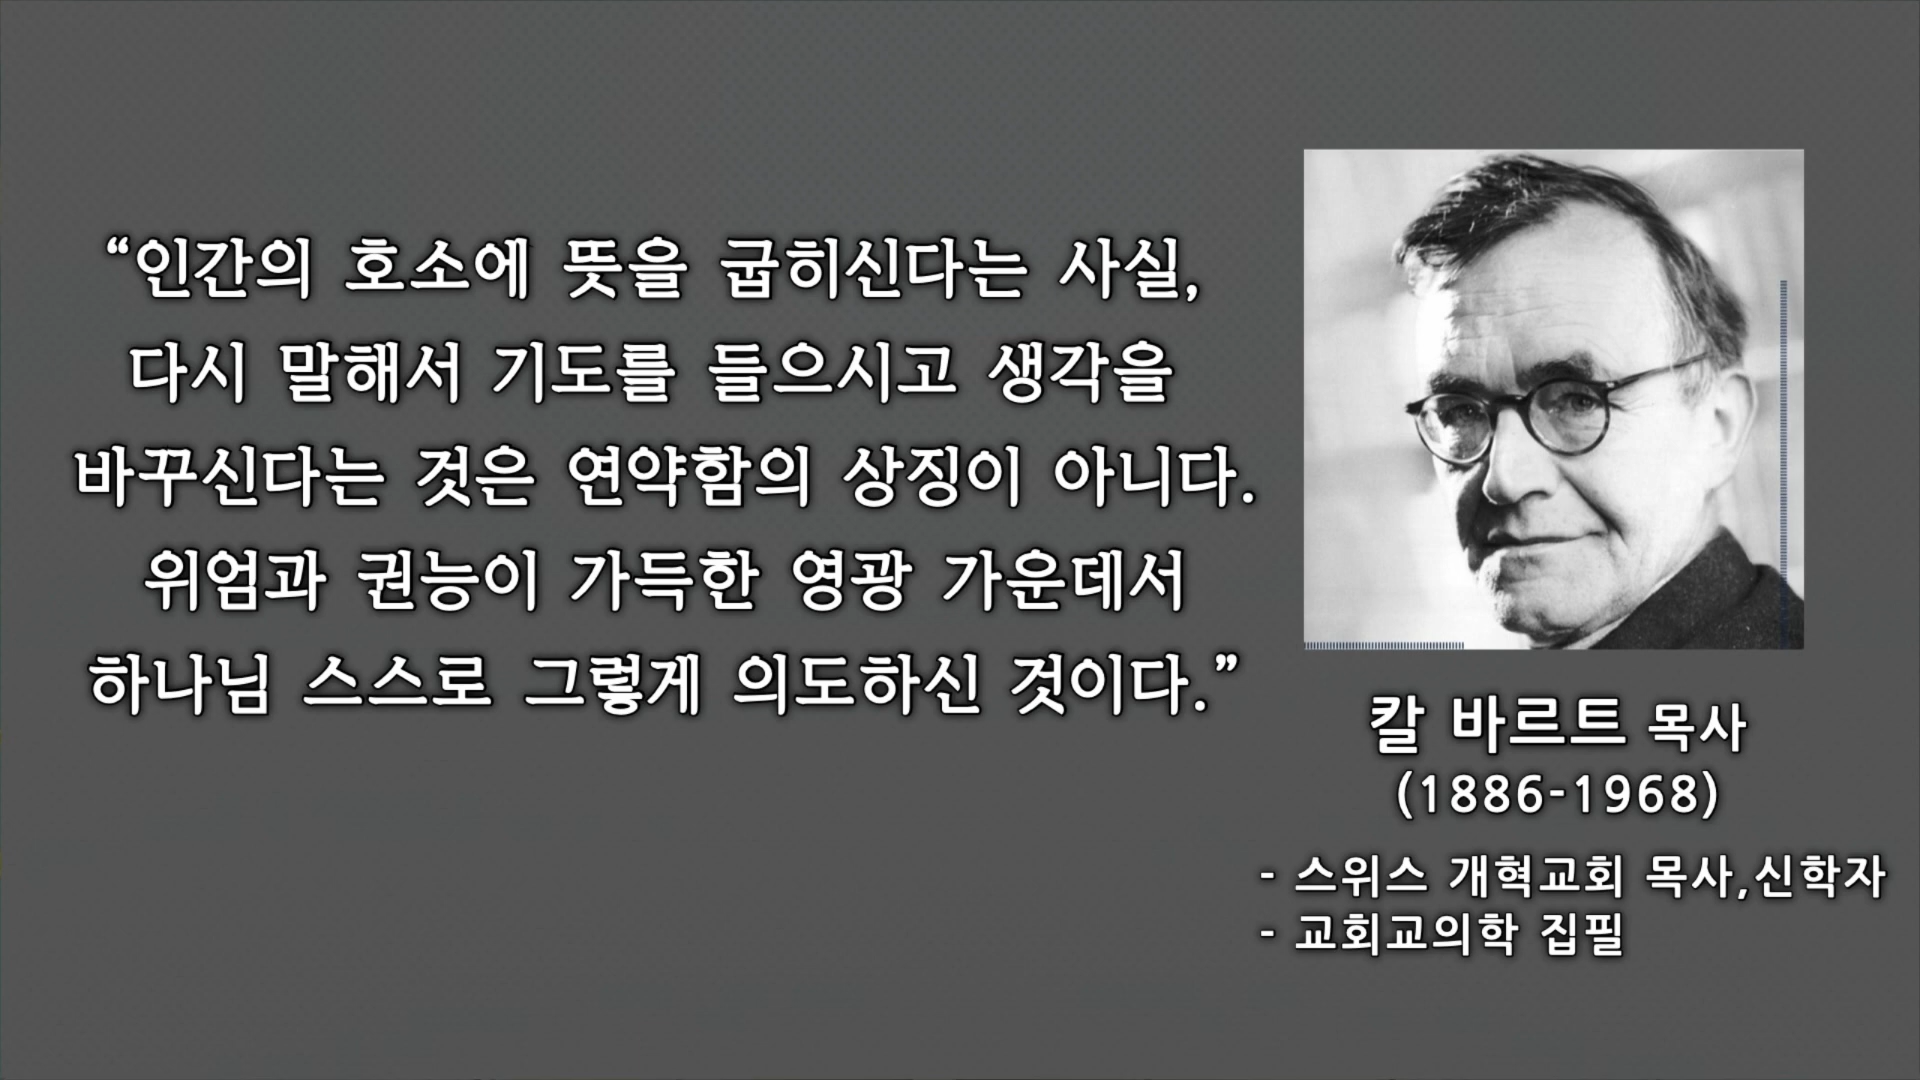 “인간의 호소에 뜻을 굽히신다는 사실,
다시 말해서 기도를 들으시고 생각을
바꾸신다는 것은 연약함의 상징이 아니다.
위엄과 권능이 가득한 영광 가운데서
하나님 스스로 그렇게 의도하신 것이다.”
칼 바르트 목사
(1886-1968)
- 스위스 개혁교회 목사,신학자
- 교회교의학 집필